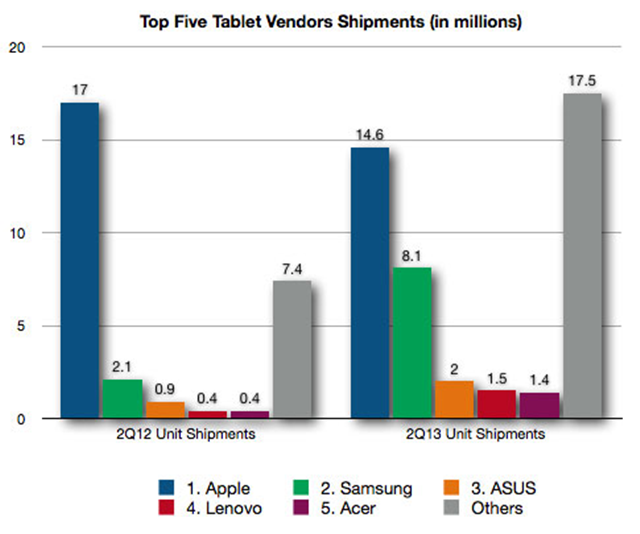 Top Five Tablet Vendors Shipments (in millions)
20
15
10
5
0
17
2.1
0.9
0.4
0.4
7.4
14.6
8.1
2
1.5
1.4
17.5
2Q12 Unit Shipments
2Q13 Unit Shipments
1. Apple
2. Samsung
3. ASUS
4. Lenovo
5. Acer
Others